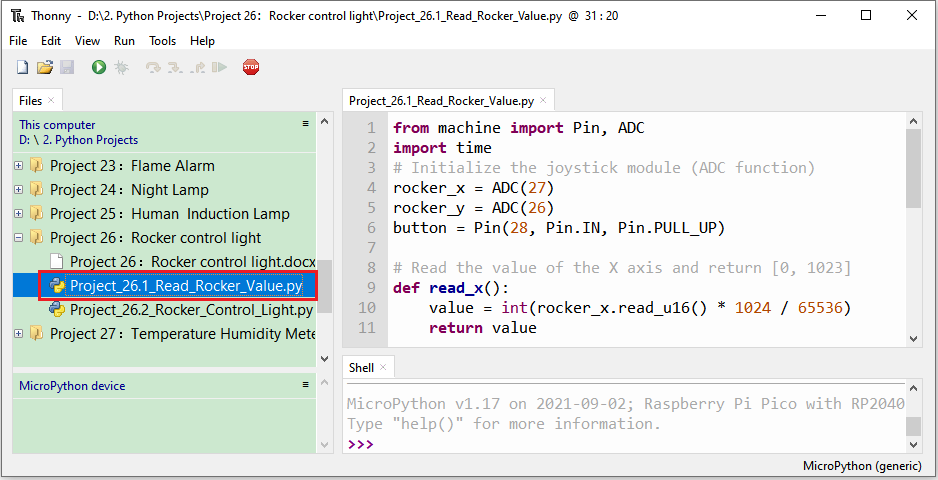 Thonny - D:\2. Python Projects\Project 26： Rocker control light\Project_26.1_Read_Rocker_Value.py @ 31:20
File Edit View Run Tools Help
STOP
Files ×
This computer
D: \ 2. Python Projects
Project 23：Flame Alarm
Project 24：Night Lamp
Project 25：Human Induction Lamp
Project 26：Rocker control light
Project 26：Rocker control light.docx
Project_26.1_Read_Rocker_Value.py
Project_26.2_Rocker_Control_Light.py
Project 27：Temperature Humidity Mete
MicroPython device
Project_26.1_Read_Rocker_Value.py ×
1 from machine import Pin, ADC
2 import time
3 # Initialize the joystick module (ADC function)
4 rocker_x = ADC(27)
5 rocker_y = ADC(26)
6 button = Pin(28, Pin.IN, Pin.PULL_UP)
7
8 # Read the value of the X axis and return [0, 1023]
9 def read_x():
10 value = int(rocker_x.read_u16() * 1024 / 65536)
11 return value
Shell ×
MicroPython v1.17 on 2021-09-02; Raspberry Pi Pico with RP2040
Type "help()" for more information.
>>>
MicroPython (generic)